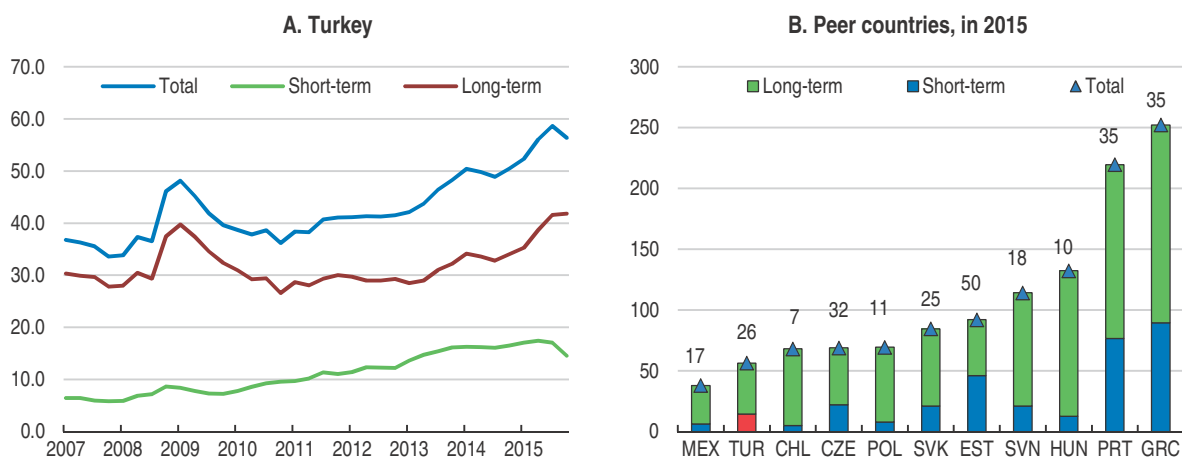 A. Turkey
70.0
Total Short-term Long-term
60.0
50.0
40.0
30.0
20.0
10.0
0.0
2007 2008 2009 2010 2011 2012 2013 2014 2015
B. Peer countries, in 2015
300
Long-term Short-term Total
250
200
150
100
50
0
17 26 7 32 11 25 50 18 10 35 35
MEX TUR CHL CZE POL SVK EST SVN HUN PRT GRC